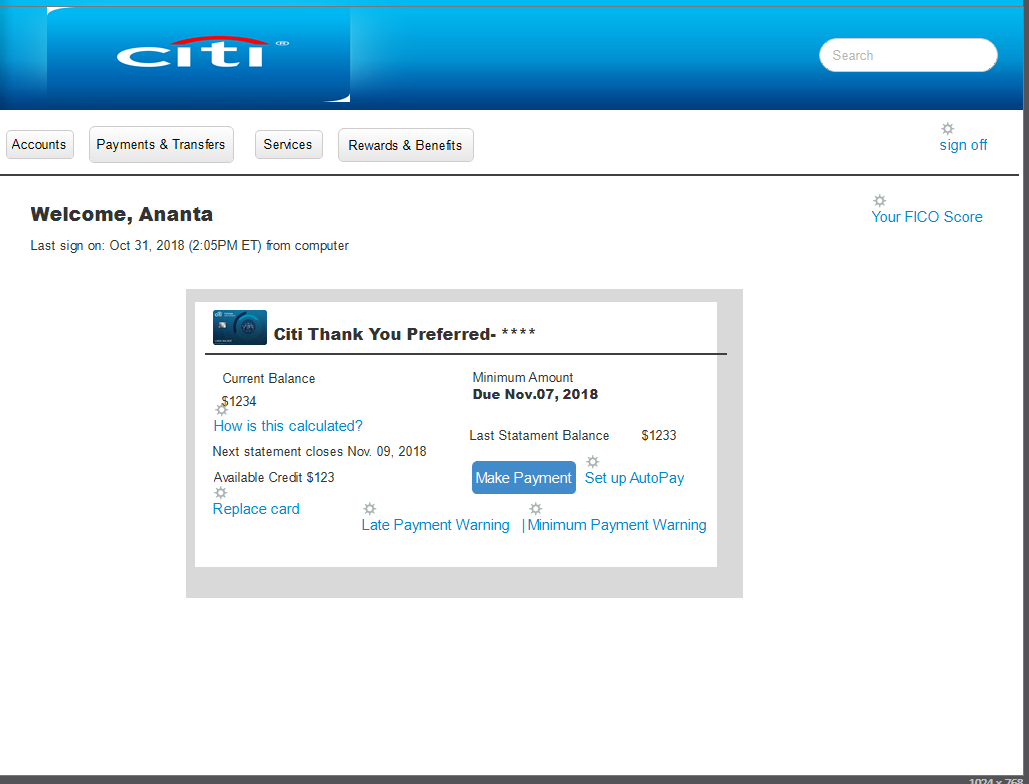 citi ®
Search
Accounts Payments & Transfers Services Rewards & Benefits
sign off
Welcome, Ananta
Your FICO Score
Last sign on: Oct 31, 2018 (2:05PM ET) from computer
citi
Citi Thank You Preferred- ****
Current Balance
Minimum Amount
Due Nov.07, 2018
$1234
How is this calculated?
Last Statament Balance $1233
Next statement closes Nov. 09, 2018
Available Credit $123
Make Payment Set up AutoPay
Replace card
Late Payment Warning | Minimum Payment Warning
1024 x 768